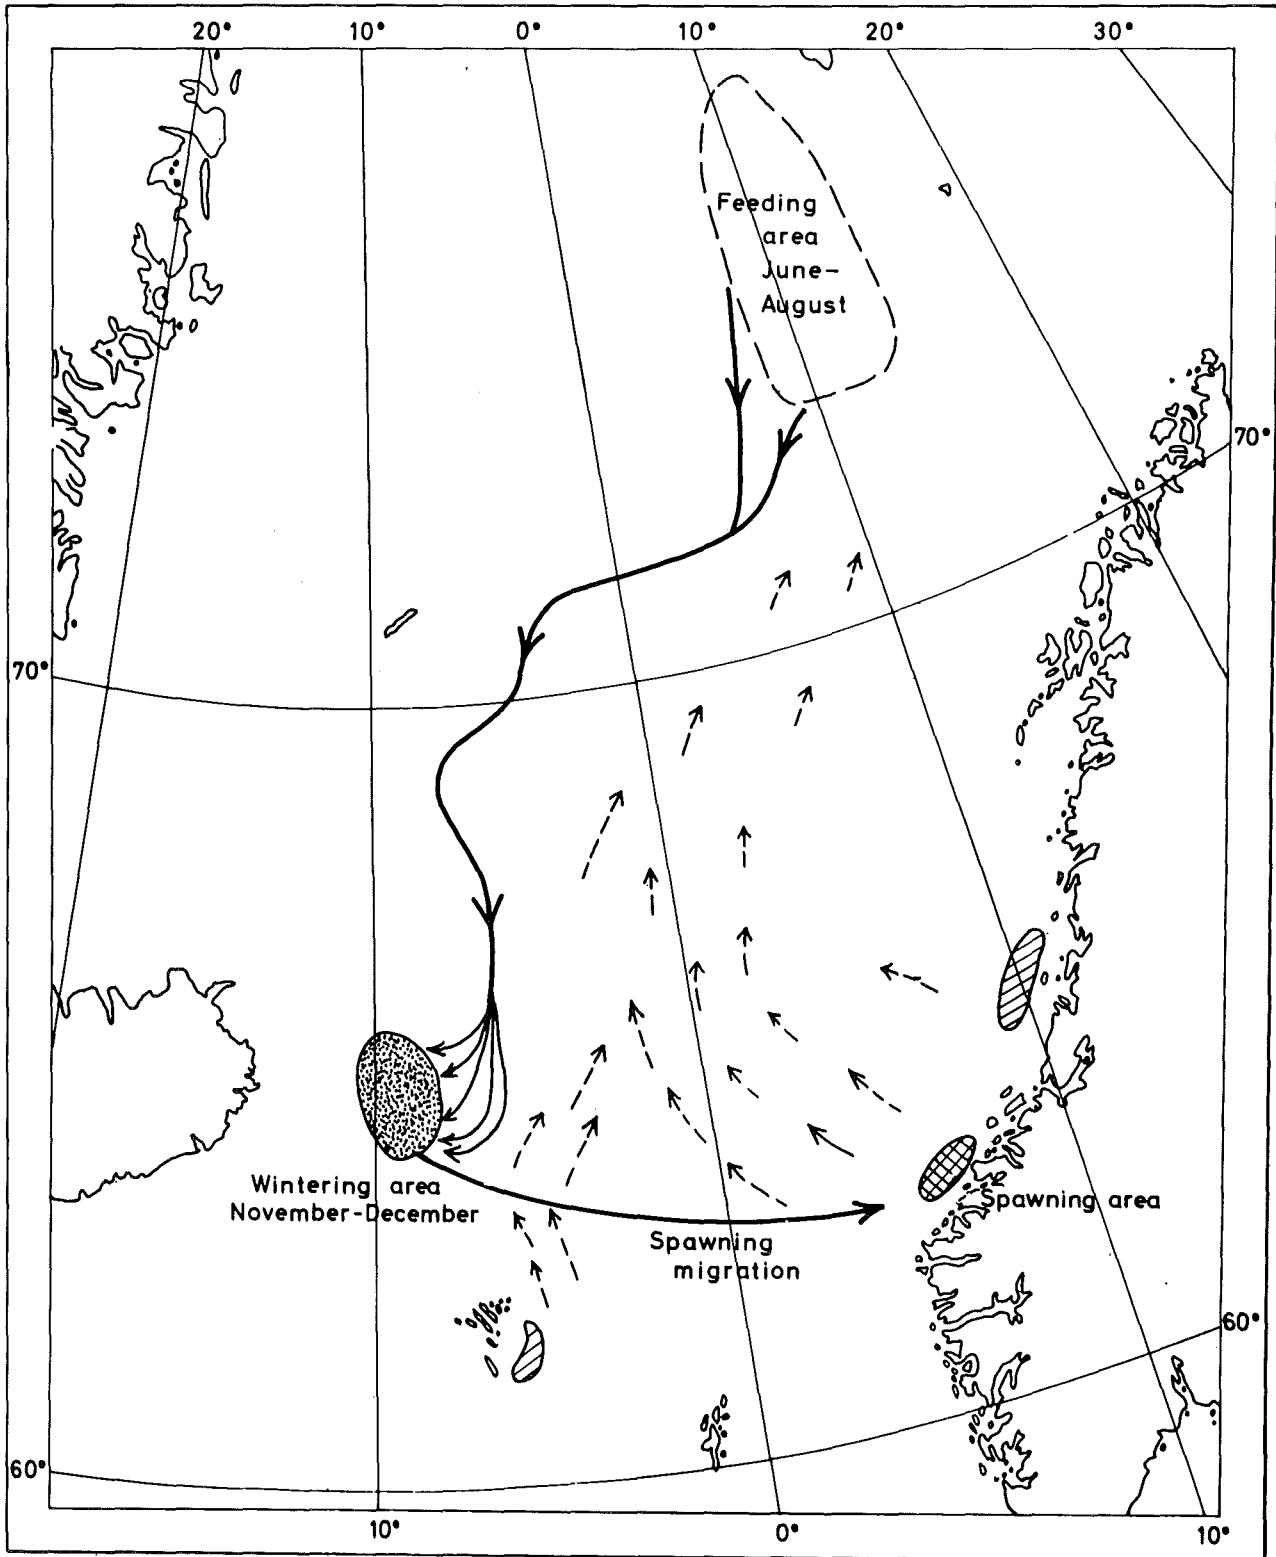 20° 10° 0° 10° 20° 30°
Feeding
area
June-
August
70°
70°
Wintering area
November-December
Spawning area
Spawning
migration
60°
60°
10° 0° 10°